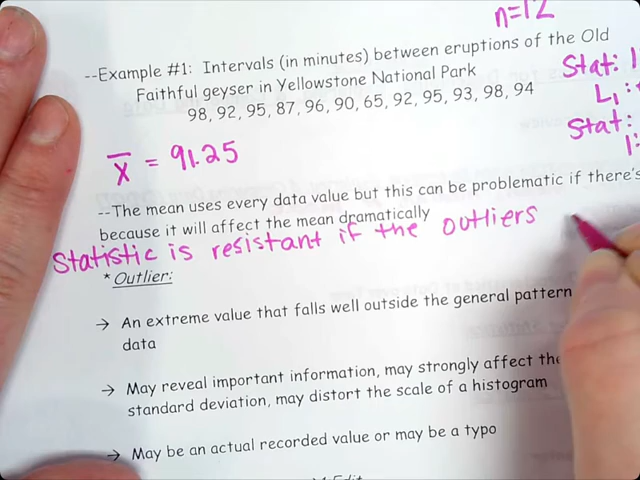 n=12
--Example #1: Intervals (in minutes) between eruptions of the Old
Faithful geyser in Yellowstone National Park
98, 92, 95, 87, 96, 90, 65, 92, 95, 93, 98, 94
Stat:
L₁:
Stat:
1:
x̅ = 91.25
--The mean uses every data value but this can be problematic if there's
because it will affect the mean dramatically
Statistic is resistant if the outliers
*Outlier:
→ An extreme value that falls well outside the general pattern
data
→ May reveal important information, may strongly affect the
standard deviation, may distort the scale of a histogram
→ May be an actual recorded value or may be a typo